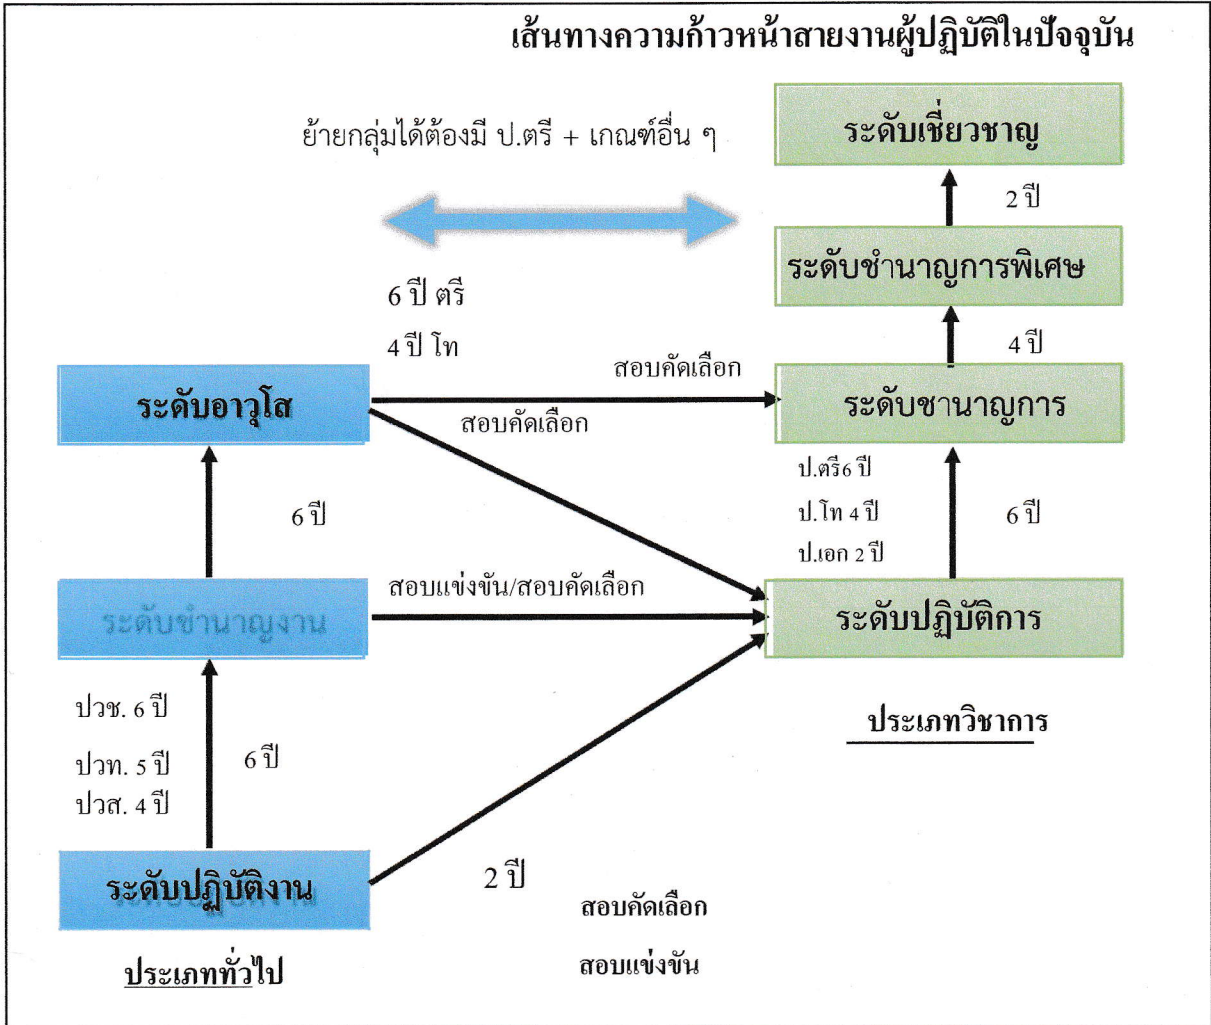 เส้นทางความก้าวหน้าสายงานผู้ปฏิบัติในปัจจุบัน
ระดับเชี่ยวชาญ
ย้ายกลุ่มได้ต้องมี ป.ตรี + เกณฑ์อื่น ๆ
2 ปี
ระดับชำนาญการพิเศษ
6 ปี ตรี
4 ปี โท
4 ปี
สอบคัดเลือก
ระดับอาวุโส
ระดับชานาญการ
สอบคัดเลือก
ป.ตรี6 ปี
6 ปี
ป.โท 4 ปี
6 ปี
ป.เอก 2 ปี
สอบแข่งขัน/สอบคัดเลือก
ระดับชำนาญงาน
ระดับปฏิบัติการ
ปวช. 6 ปี
ประเภทวิชาการ
ปวท. 5 ปี
6 ปี
ปวส. 4 ปี
ระดับปฏิบัติงาน
2 ปี
สอบคัดเลือก
สอบแข่งขัน
ประเภททั่วไป